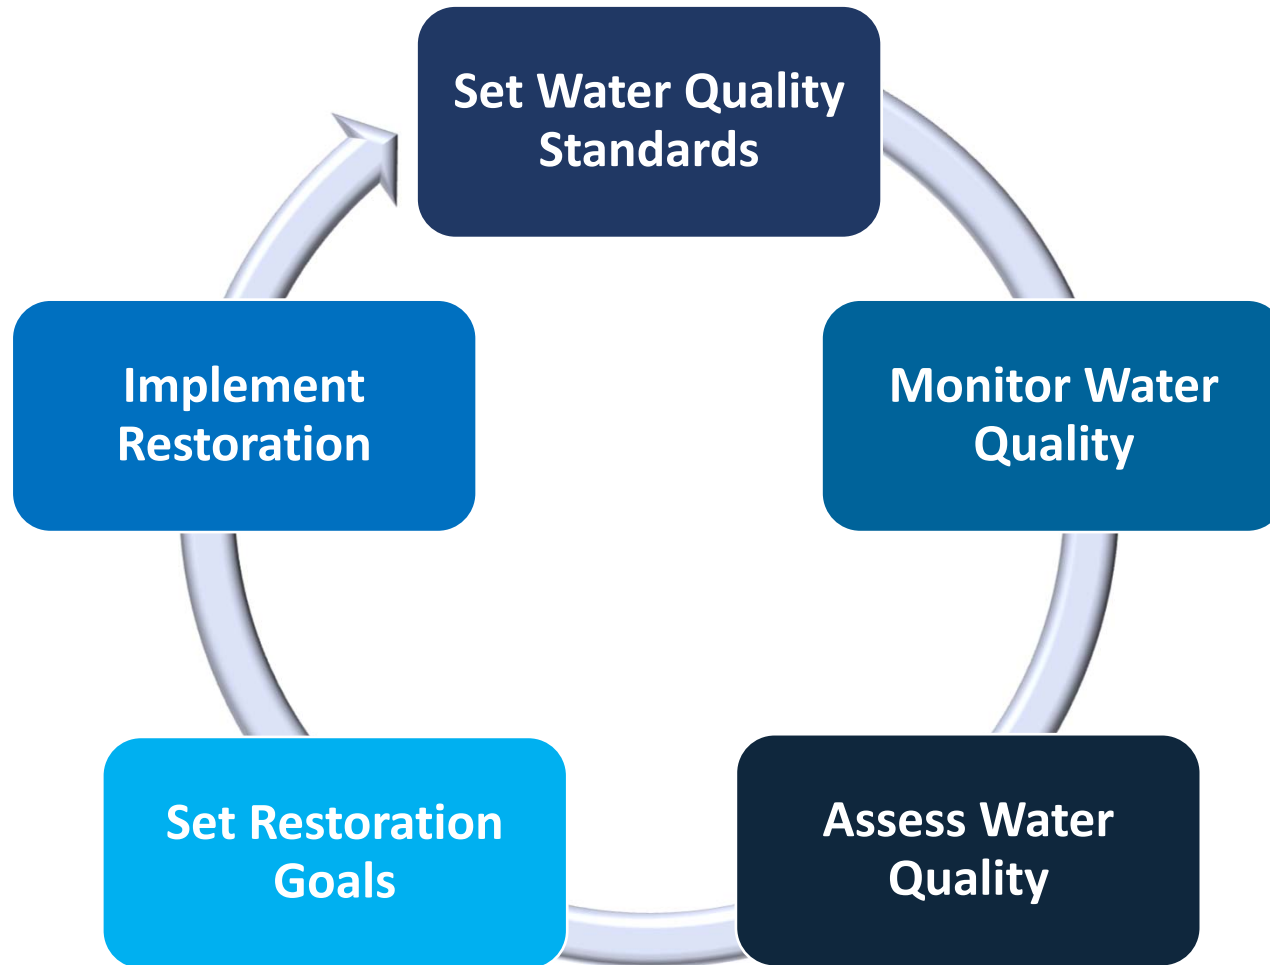 Set Water Quality
Standards
Monitor Water
Quality
Assess Water
Quality
Set Restoration
Goals
Implement
Restoration